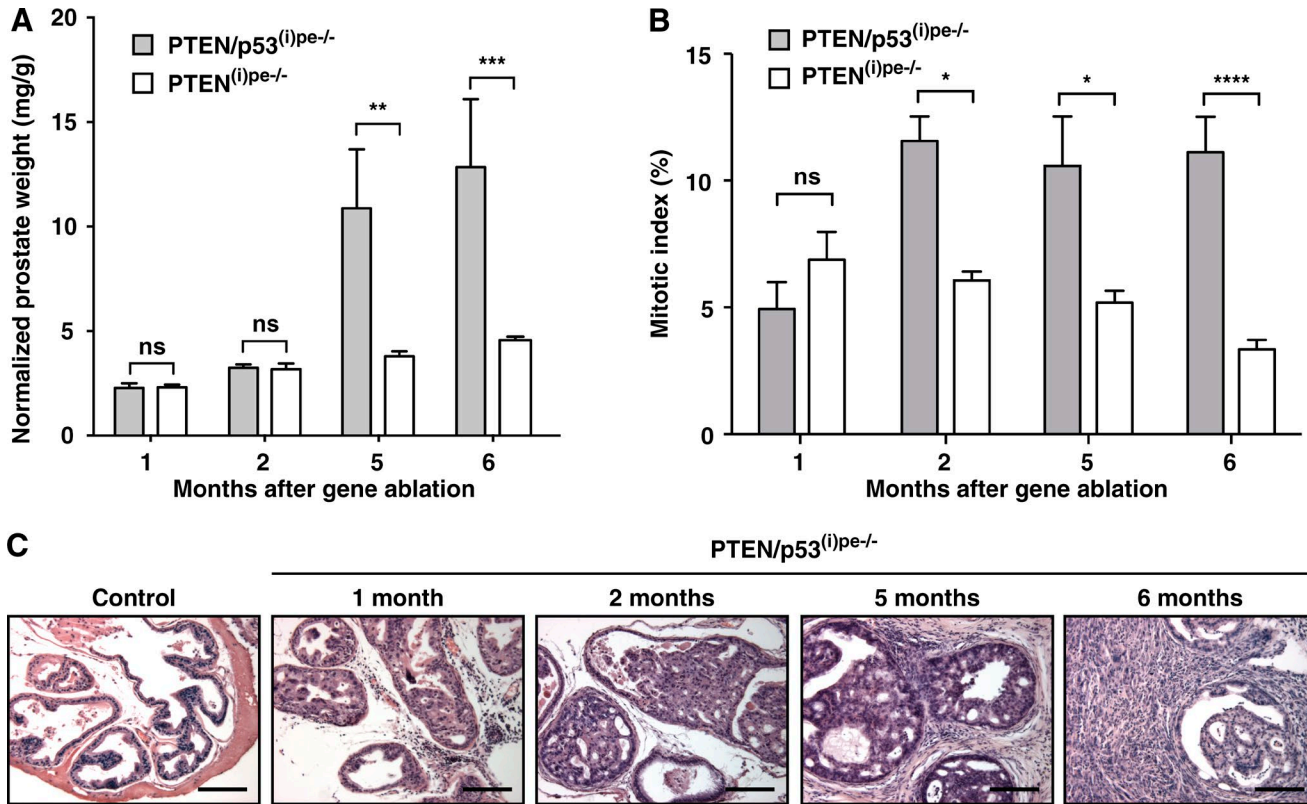 A
20
15
10
5
0
Normalized prostate weight (mg/g)
PTEN/p53(i)pe-/-
PTEN(i)pe-/-
ns
ns
**
***
1 2 5 6
Months after gene ablation
B
15
10
5
0
Mitotic index (%)
PTEN/p53(i)pe-/-
PTEN(i)pe-/-
ns
*
*
****
1 2 5 6
Months after gene ablation
C
PTEN/p53(i)pe-/-
Control 1 month 2 months 5 months 6 months